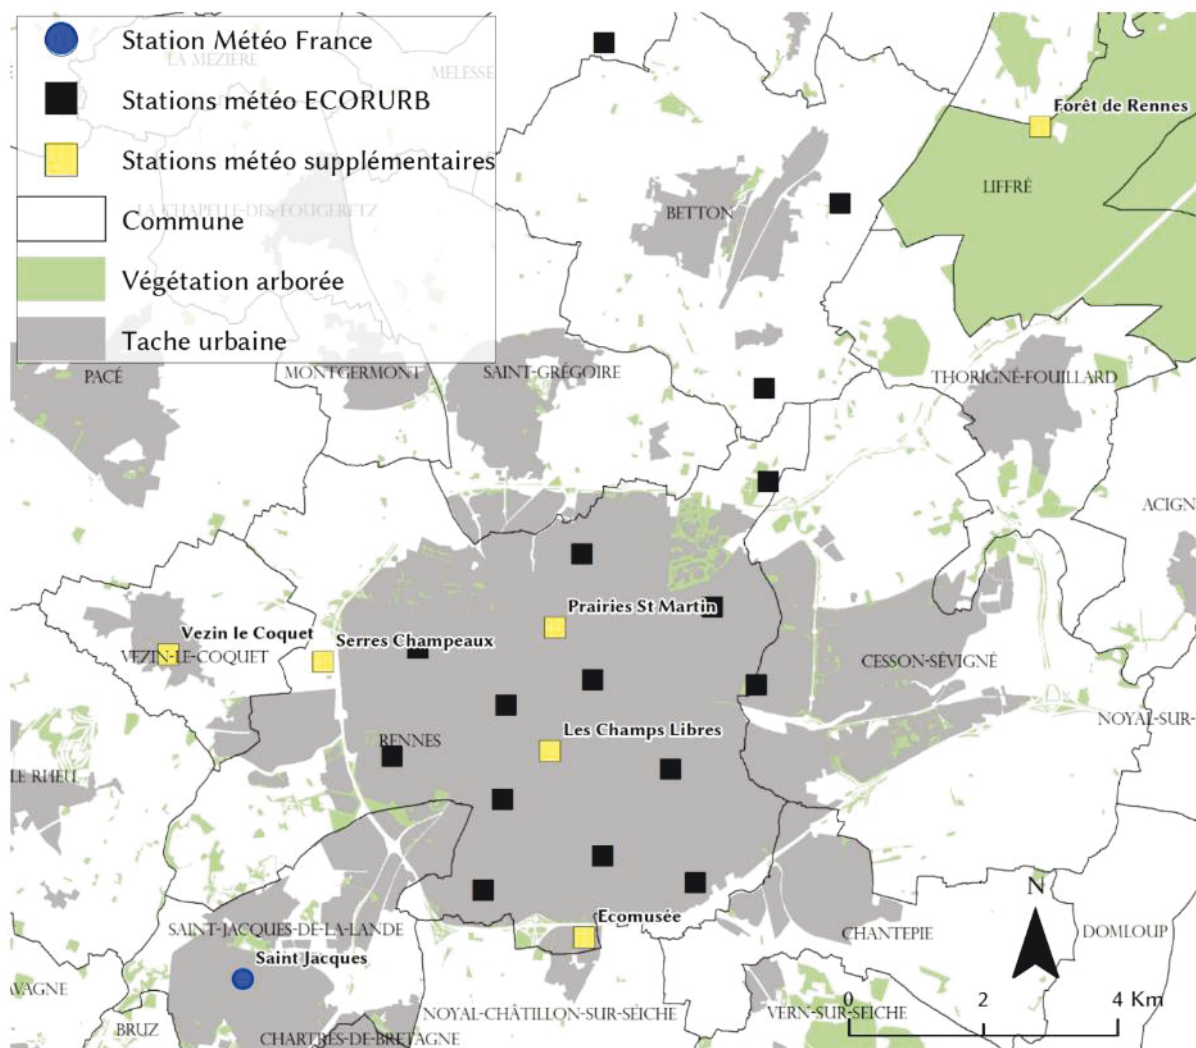 Station Météo France
LA MÉZIERE
MELESSE
Stations météo ECORURB
Forêt de Rennes
Stations météo supplémentaires
LIFFRÉ
LA CHAPELLE-DES-FOUGERETZ
BETTON
Commune
Végétation arborée
Tache urbaine
PACÉ
MONTGERMONT
SAINT-GRÉGOIRE
THORIGNÉ-FOUILLARD
ACIGN
Prairies St Martin
Vezin le Coquet
Serres Champeaux
VEZIN-LE-COQUET
CESSON-SÉVIGNÉ
NOYAL-SUR-
Les Champs Libres
RENNES
LE RHEU
N
Ecomusée
SAINT-JACQUES-DE-LA-LANDE
CHANTEPIE
DOMLOUP
Saint Jacques
AVAGNE
0 2 4 Km
NOYAL-CHÂTILLON-SUR-SEICHE
VERN-SUR-SEICHE
BRUZ
CHARTRES-DE-BRETAGNE